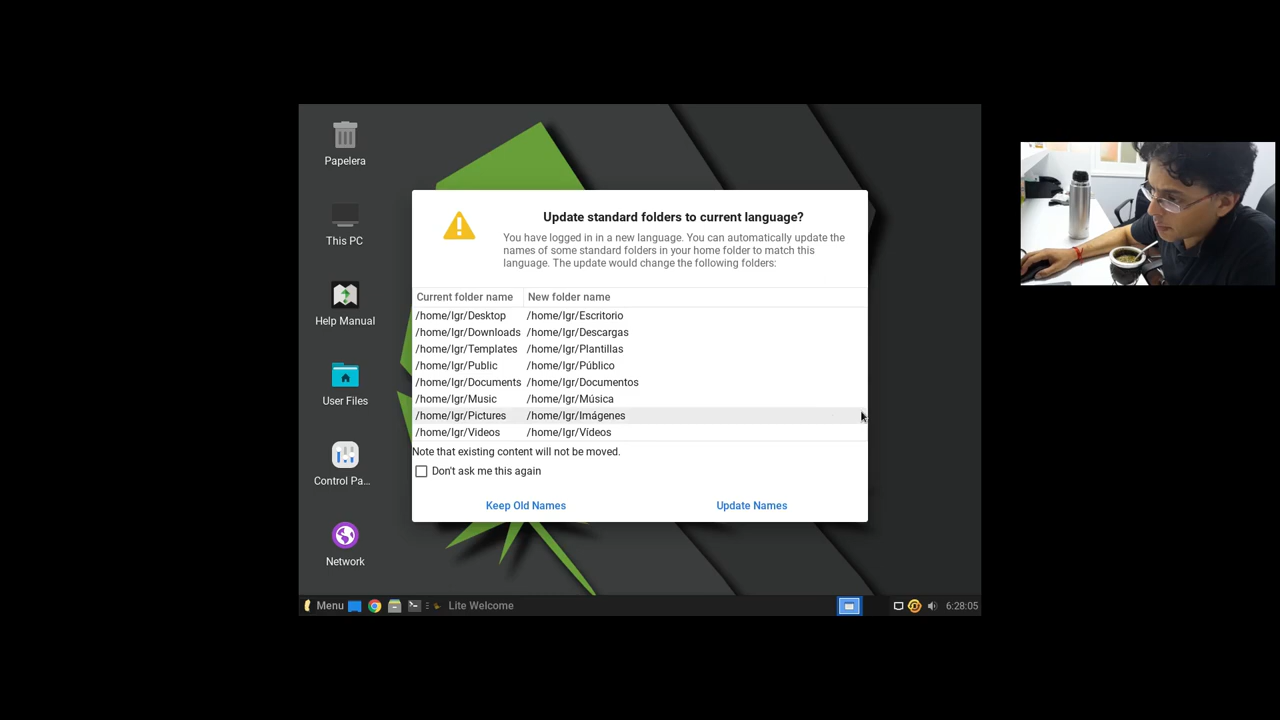 Papelera
This PC
Help Manual
User Files
Control Pa...
Network
Update standard folders to current language?
You have logged in in a new language. You can automatically update the
names of some standard folders in your home folder to match this
language. The update would change the following folders:
Current folder name New folder name
/home/lgr/Desktop /home/lgr/Escritorio
/home/lgr/Downloads /home/lgr/Descargas
/home/lgr/Templates /home/lgr/Plantillas
/home/lgr/Public /home/lgr/Público
/home/lgr/Documents /home/lgr/Documentos
/home/lgr/Music /home/lgr/Música
/home/lgr/Pictures /home/lgr/Imágenes
/home/lgr/Videos /home/lgr/Vídeos
Note that existing content will not be moved.
Don't ask me this again
Keep Old Names Update Names
Menu Lite Welcome 6:28:05